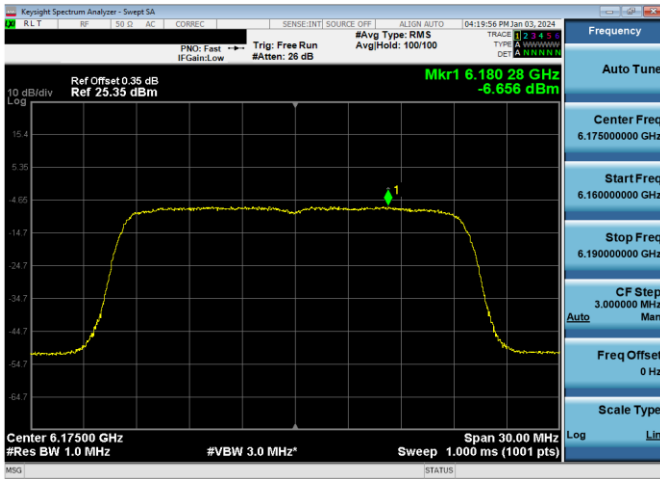 Keysight Spectrum Analyzer - Swept SA
RLT RF 50 Ω AC CORREC SENSE:INT SOURCE OFF ALIGN AUTO 04:19:56 PM Jan 03, 2024
#Avg Type: RMS TRACE 1 2 3 4 5 6
PNO: Fast Trig: Free Run Avg|Hold: 100/100 TYPE A WWWWW
IFGain:Low #Atten: 26 dB DET A N N N N N
Mkr1 6.180 28 GHz
Ref Offset 0.35 dB
10 dB/div Ref 25.35 dBm -6.656 dBm
Log
15.4
5.35
-4.65
1
-14.7
-24.7
-34.7
-44.7
-54.7
-64.7
Center 6.17500 GHz Span 30.00 MHz
#Res BW 1.0 MHz #VBW 3.0 MHz* Sweep 1.000 ms (1001 pts)
MSG STATUS
Frequency
Auto Tune
Center Freq
6.175000000 GHz
Start Freq
6.160000000 GHz
Stop Freq
6.190000000 GHz
CF Step
3.000000 MHz
Auto Man
Freq Offset
0 Hz
Scale Type
Log Lin